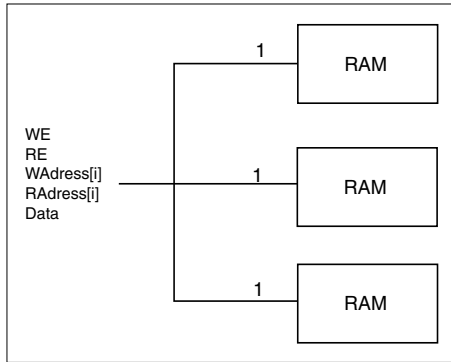 1
RAM
WE
RE
WAdress[i]
RAdress[i]
Data
1
RAM
1
RAM